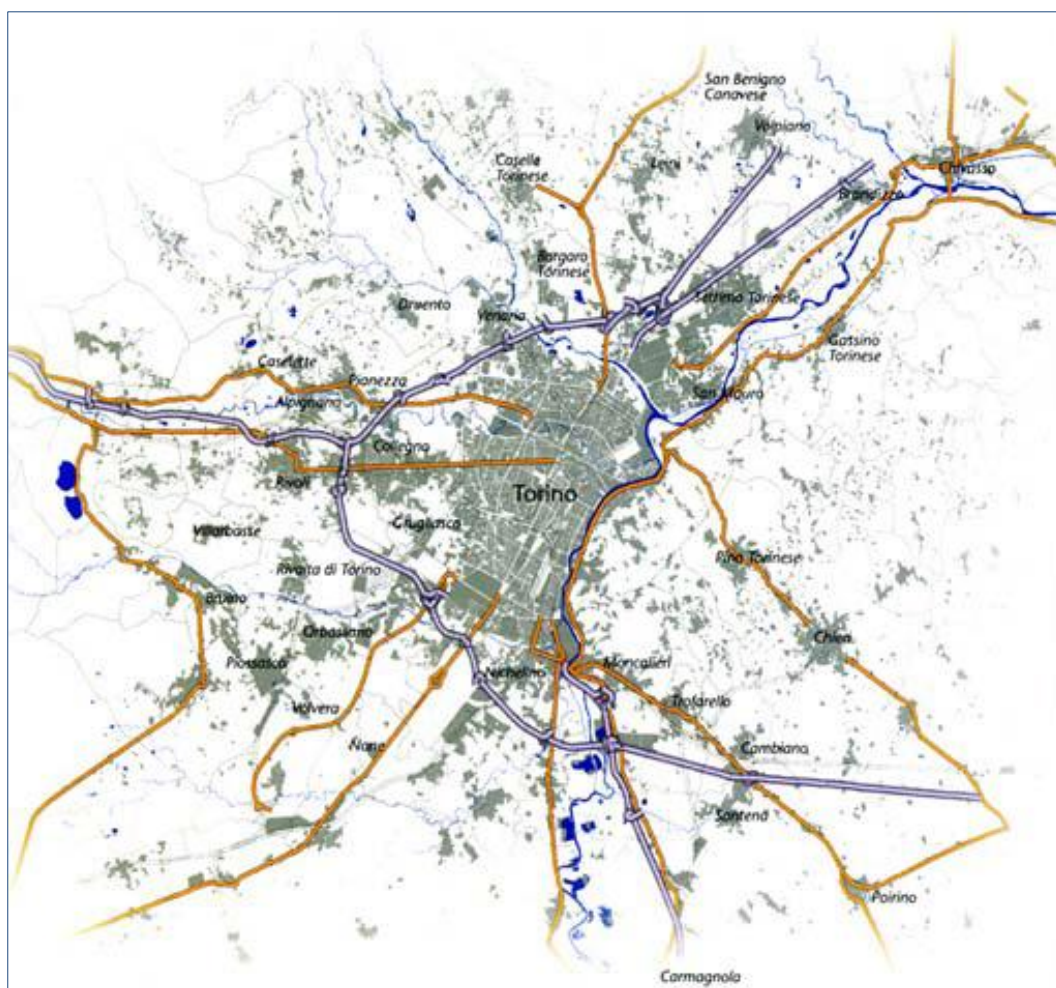 San Benigno
Canavese
Volpiano
Caselle
Torinese
Leini
Chivasso
Brandizzo
Borgaro
Torinese
Settimo Torinese
Druento
Venaria
Gassino
Torinese
Caselette
Pianezza
San Mauro
Alpignano
Collegno
Rivoli
Torino
Grugliasco
Villarbasse
Pino Torinese
Rivalta di Torino
Bruino
Orbassano
Chieri
Piossasco
Nichelino
Moncalieri
Volvera
Trofarello
None
Cambiano
Santena
Poirino
Carmagnola